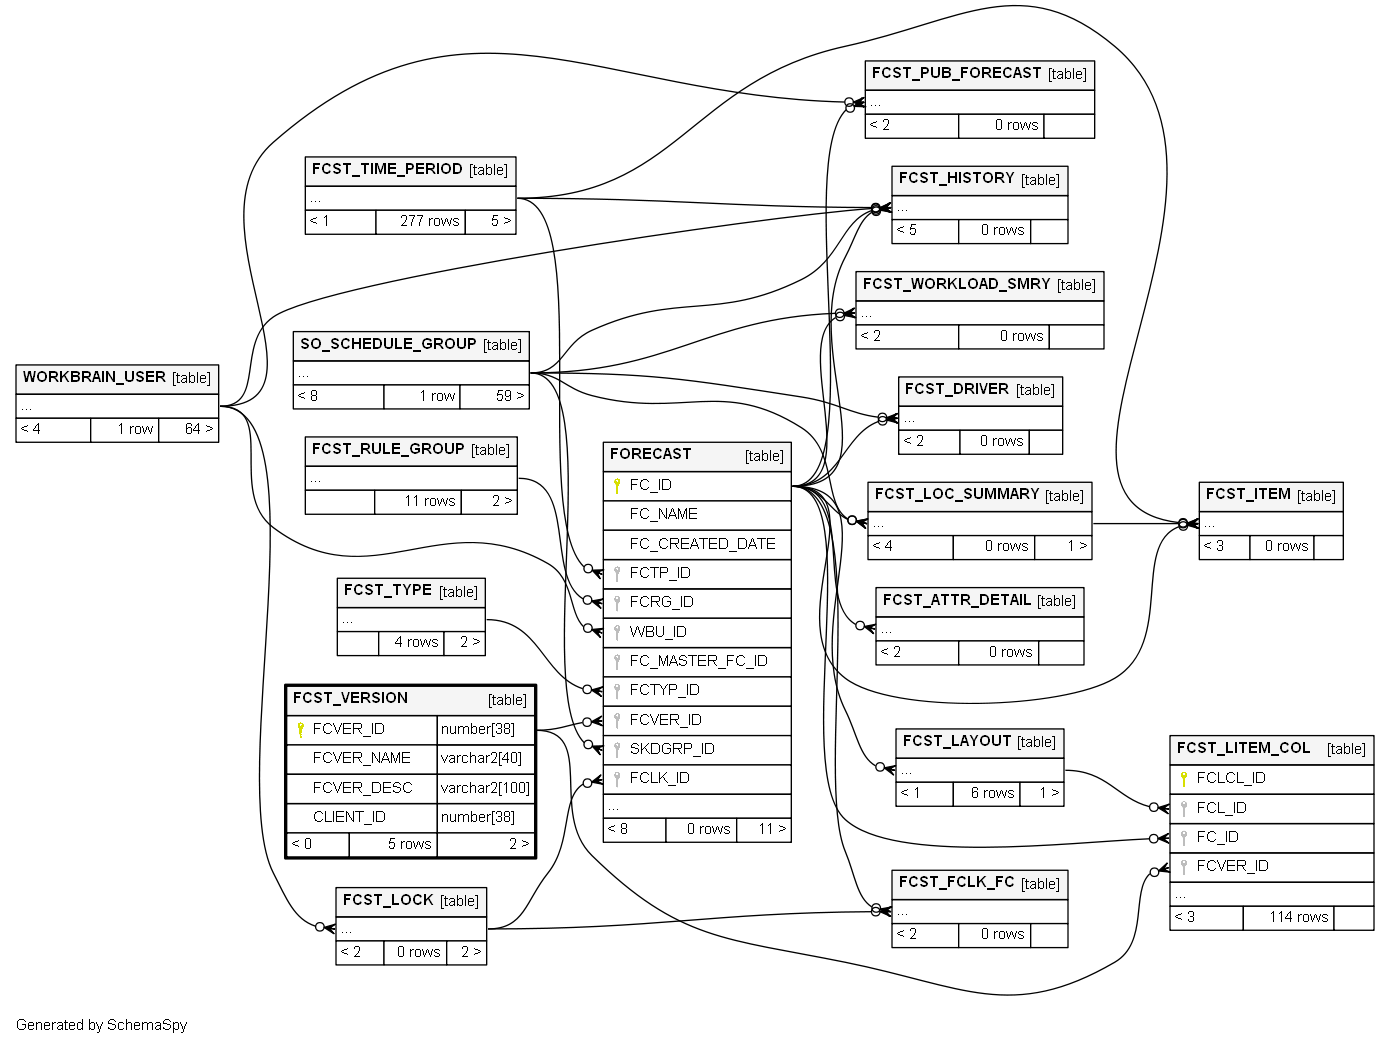 FCST_PUB_FORECAST [table]
...
< 2 0 rows
FCST_TIME_PERIOD [table]
...
< 1 277 rows 5 >
FCST_HISTORY [table]
...
< 5 0 rows
FCST_WORKLOAD_SMRY [table]
...
< 2 0 rows
SO_SCHEDULE_GROUP [table]
...
< 8 1 row 59 >
WORKBRAIN_USER [table]
...
< 4 1 row 64 >
FCST_DRIVER [table]
...
< 2 0 rows
FCST_RULE_GROUP [table]
...
11 rows 2 >
FORECAST [table]
FC_ID
FC_NAME
FC_CREATED_DATE
FCTP_ID
FCRG_ID
WBU_ID
FC_MASTER_FC_ID
FCTYP_ID
FCVER_ID
SKDGRP_ID
FCLK_ID
...
< 8 0 rows 11 >
FCST_LOC_SUMMARY [table]
...
< 4 0 rows 1 >
FCST_ITEM [table]
...
< 3 0 rows
FCST_TYPE [table]
...
4 rows 2 >
FCST_ATTR_DETAIL [table]
...
< 2 0 rows
FCST_VERSION [table]
FCVER_ID number[38]
FCVER_NAME varchar2[40]
FCVER_DESC varchar2[100]
CLIENT_ID number[38]
< 0 5 rows 2 >
FCST_LAYOUT [table]
...
< 1 6 rows 1 >
FCST_LITEM_COL [table]
FCLCL_ID
FCL_ID
FC_ID
FCVER_ID
...
< 3 114 rows
FCST_LOCK [table]
...
< 2 0 rows 2 >
FCST_FCLK_FC [table]
...
< 2 0 rows
Generated by SchemaSpy